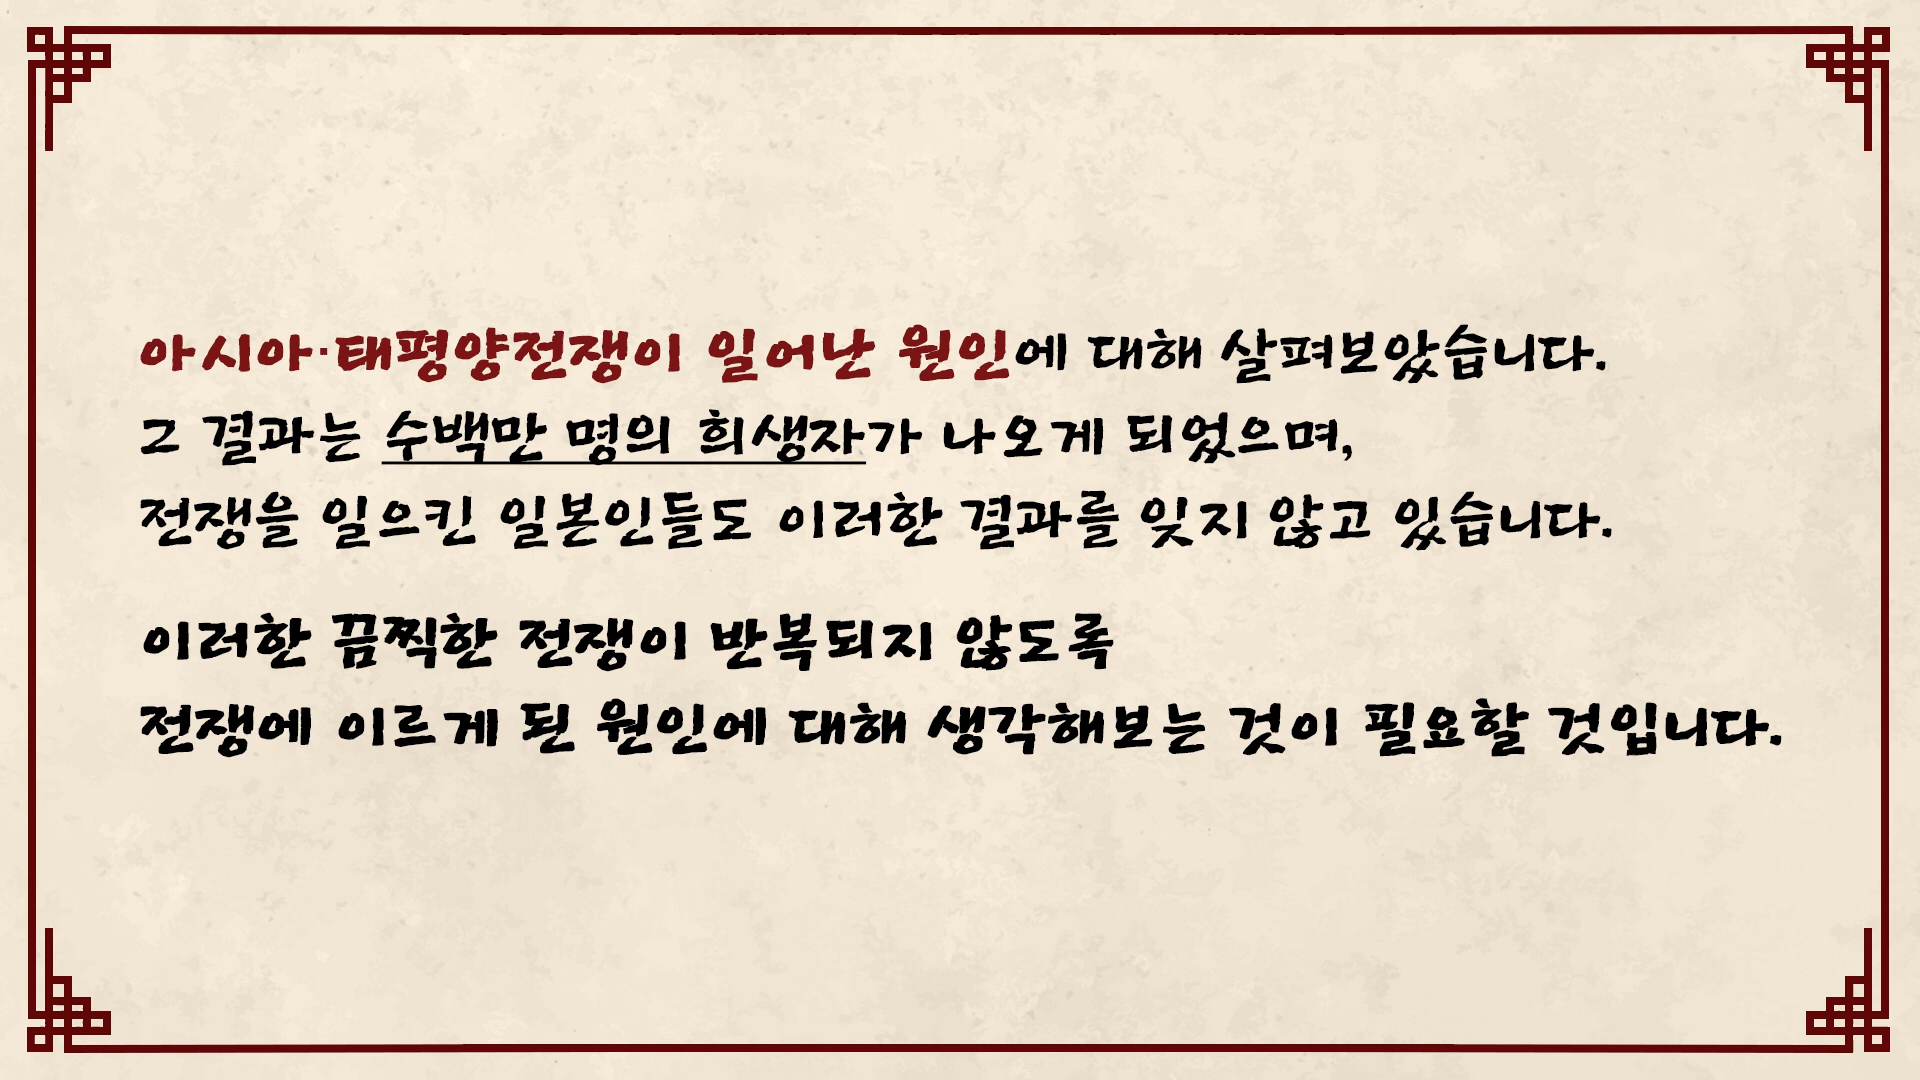 아시아·태평양전쟁이 일어난 원인에 대해 살펴보았습니다.
그 결과는 수백만 명의 희생자가 나오게 되었으며,
전쟁을 일으킨 일본인들도 이러한 결과를 잊지 않고 있습니다.
이러한 끔찍한 전쟁이 반복되지 않도록
전쟁에 이르게 된 원인에 대해 생각해보는 것이 필요할 것입니다.